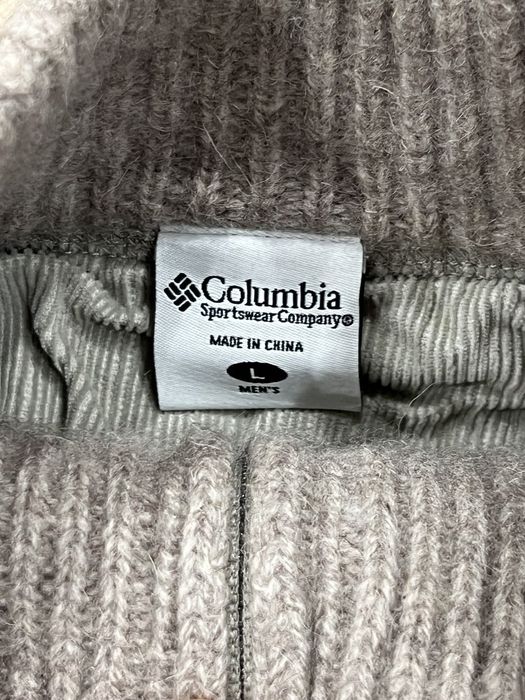 Columbia
Sportswear Company®
MADE IN CHINA
L
MEN'S